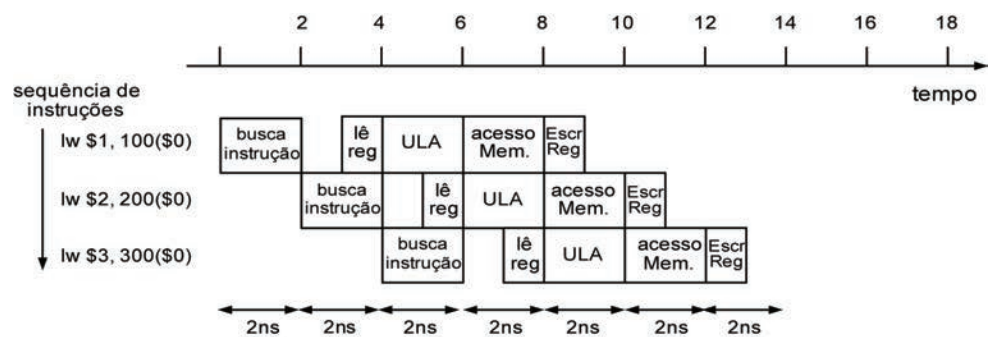 2 4 6 8 10 12 14 16 18
tempo
sequência de
instruções
lw $1, 100($0)
busca
instrução
lê
reg
ULA
acesso
Mem.
Escr
Reg
lw $2, 200($0)
busca
instrução
lê
reg
ULA
acesso
Mem.
Escr
Reg
lw $3, 300($0)
busca
instrução
lê
reg
ULA
acesso
Mem.
Escr
Reg
2ns 2ns 2ns 2ns 2ns 2ns 2ns